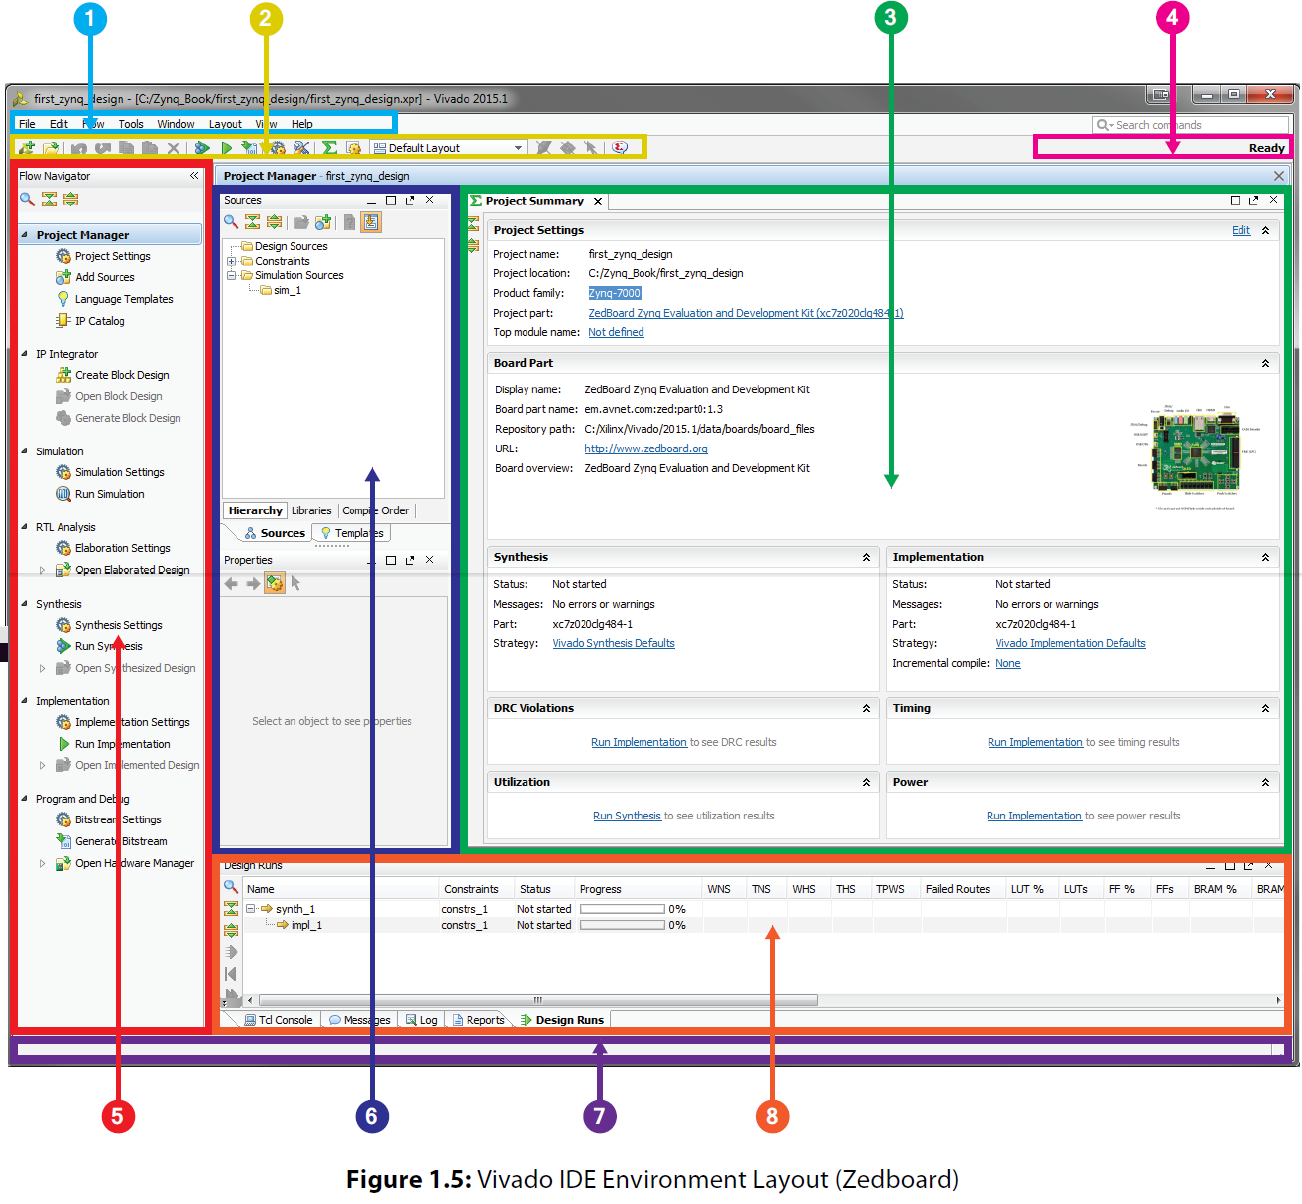 1
2
3
4
first_zynq_design - [C:/Zynq_Book/first_zynq_design/first_zynq_design.xpr] - Vivado 2015.1
File Edit Flow Tools Window Layout View Help
Search commands
Default Layout
Ready
Flow Navigator
Project Manager
Project Settings
Add Sources
Language Templates
IP Catalog
IP Integrator
Create Block Design
Open Block Design
Generate Block Design
Simulation
Simulation Settings
Run Simulation
RTL Analysis
Elaboration Settings
Open Elaborated Design
Synthesis
Synthesis Settings
Run Synthesis
Open Synthesized Design
Implementation
Implementation Settings
Run Implementation
Open Implemented Design
Program and Debug
Bitstream Settings
Generate Bitstream
Open Hardware Manager
Project Manager - first_zynq_design
Sources
Design Sources
Constraints
Simulation Sources
sim_1
Hierarchy Libraries Compile Order
Sources Templates
Properties
Select an object to see properties
Project Summary
Project Settings Edit
Project name: first_zynq_design
Project location: C:/Zynq_Book/first_zynq_design
Product family: Zynq-7000
Project part: ZedBoard Zynq Evaluation and Development Kit (xc7z020clg484-1)
Top module name: Not defined
Board Part
Display name: ZedBoard Zynq Evaluation and Development Kit
Board part name: em.avnet.com:zed:part0:1.3
Repository path: C:/Xilinx/Vivado/2015.1/data/boards/board_files
URL: http://www.zedboard.org
Board overview: ZedBoard Zynq Evaluation and Development Kit
Synthesis
Status: Not started
Messages: No errors or warnings
Part: xc7z020clg484-1
Strategy: Vivado Synthesis Defaults
Implementation
Status: Not started
Messages: No errors or warnings
Part: xc7z020clg484-1
Strategy: Vivado Implementation Defaults
Incremental compile: None
DRC Violations
Run Implementation to see DRC results
Timing
Run Implementation to see timing results
Utilization
Run Synthesis to see utilization results
Power
Run Implementation to see power results
Design Runs
Name Constraints Status Progress WNS TNS WHS THS TPWS Failed Routes LUT % LUTs FF % FFs BRAM % BRAM
synth_1 constrs_1 Not started 0%
impl_1 constrs_1 Not started 0%
Tcl Console Messages Log Reports Design Runs
5
6
7
8
Figure 1.5: Vivado IDE Environment Layout (Zedboard)